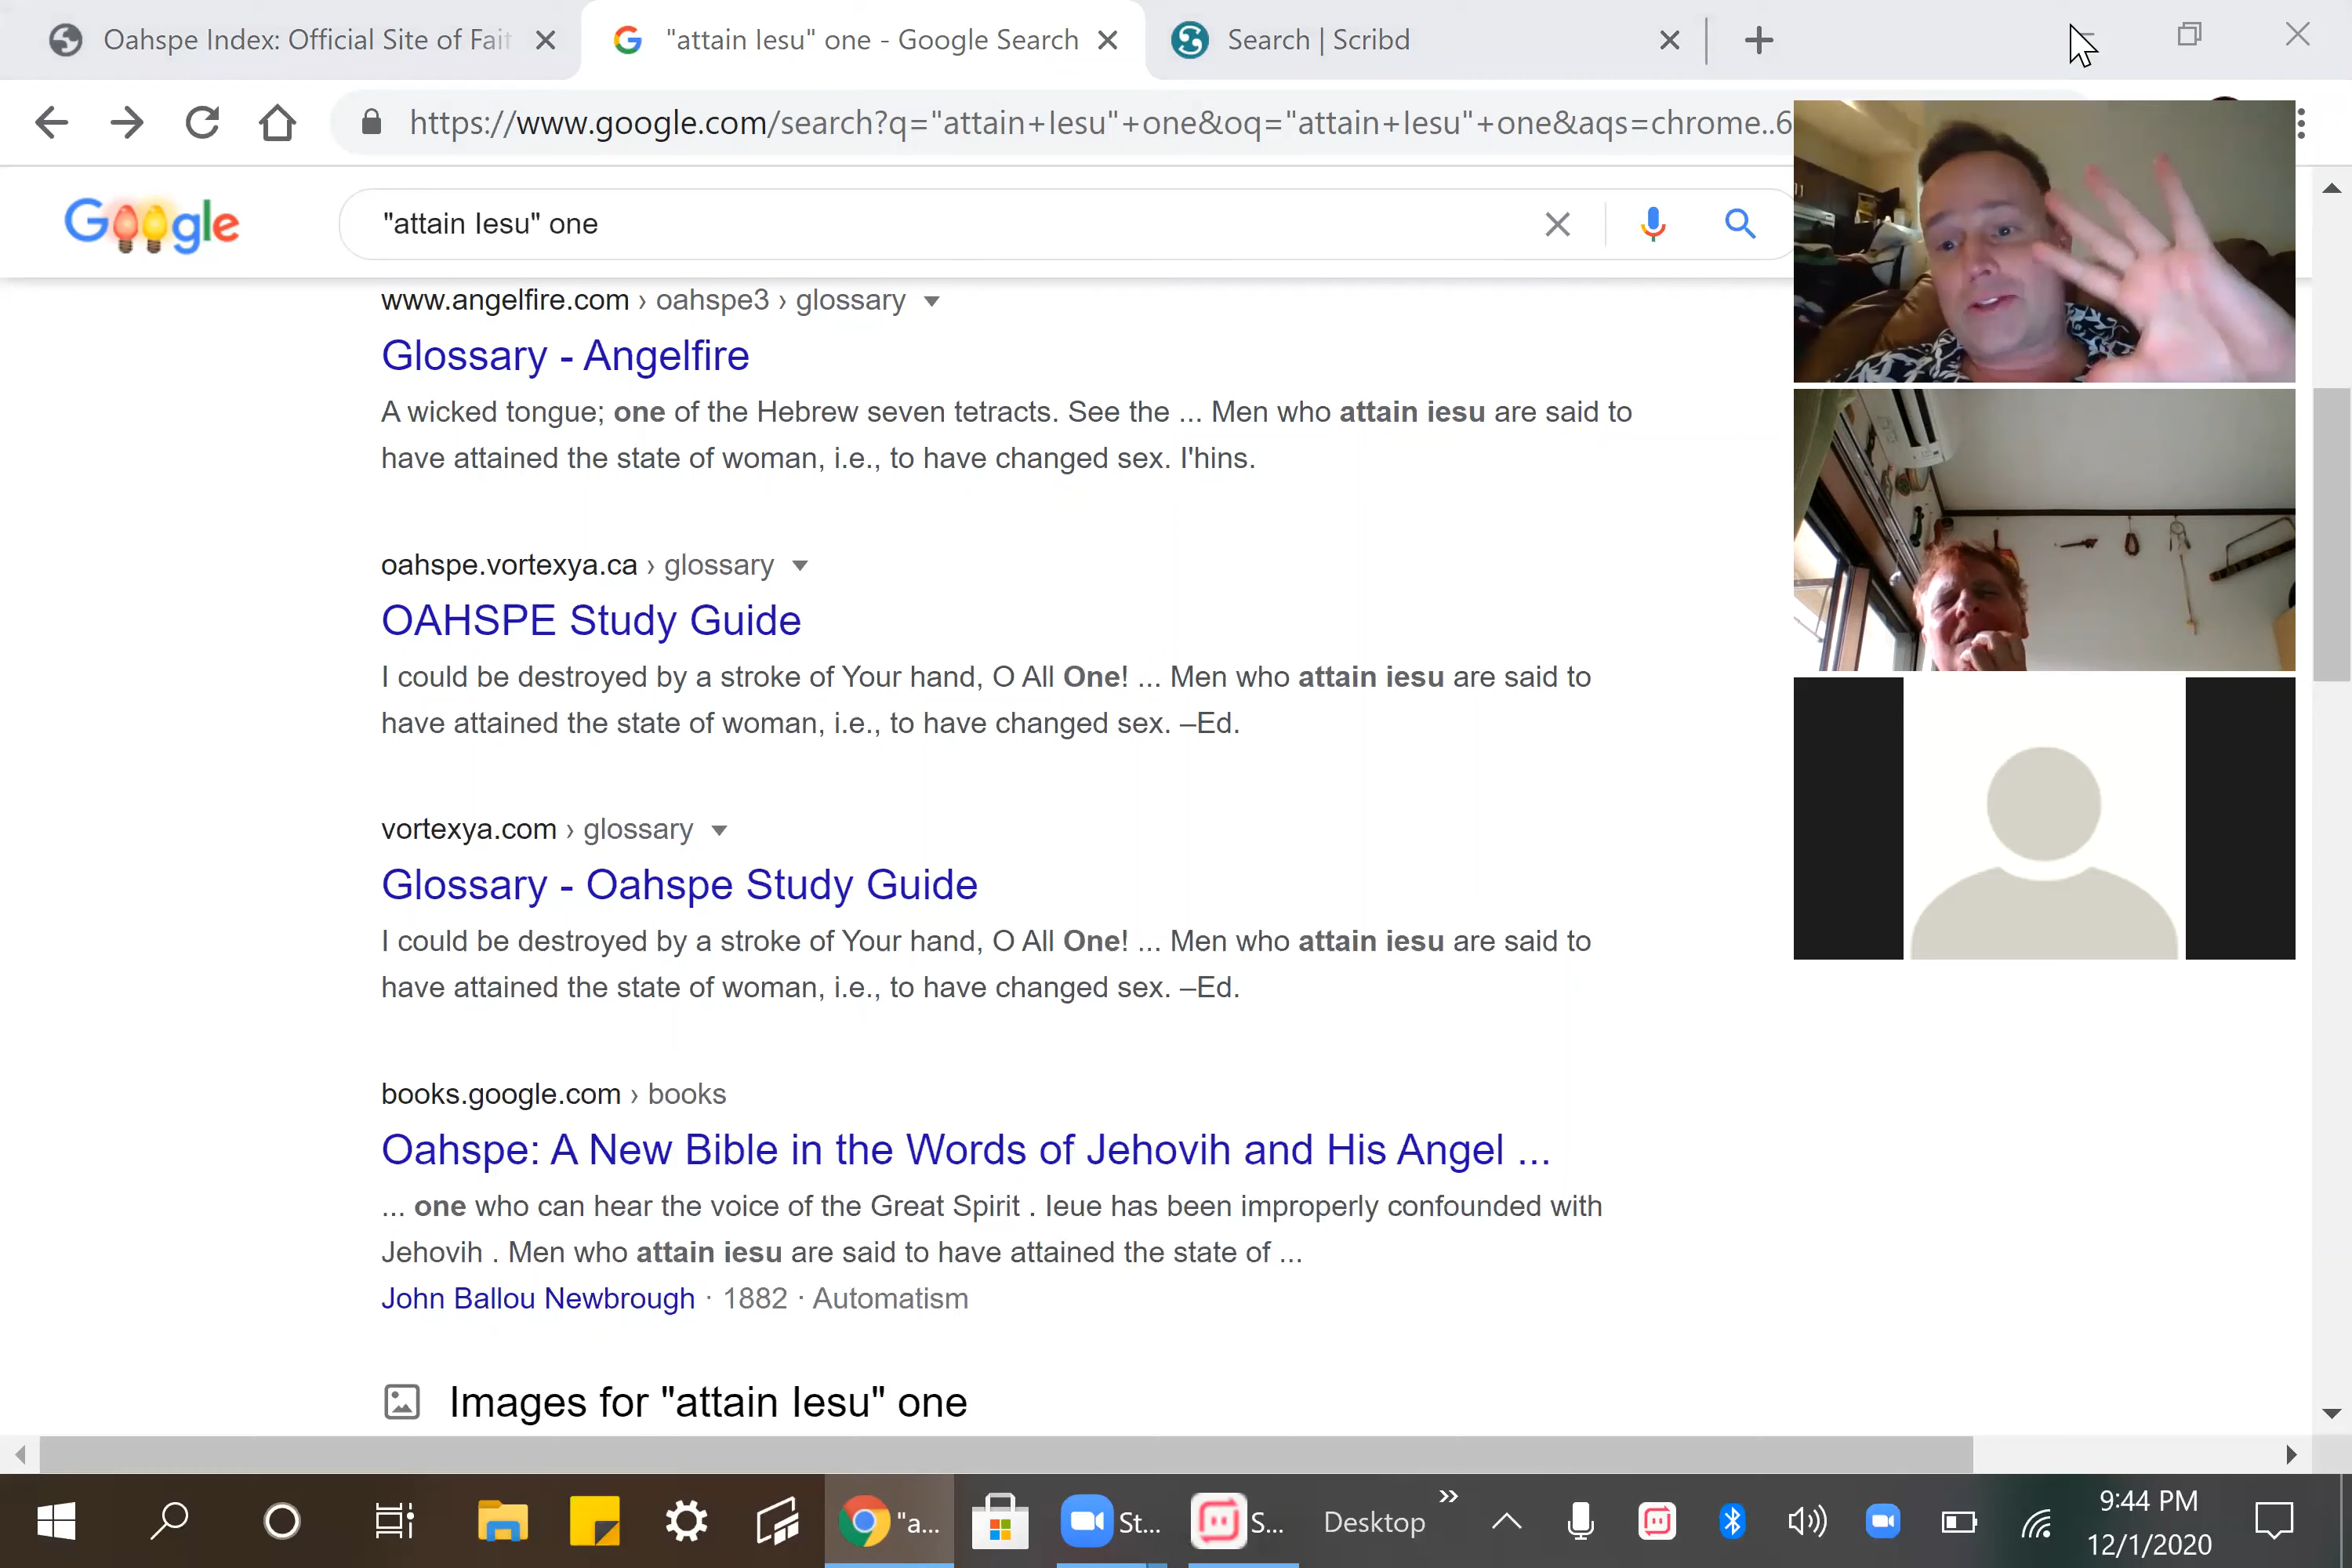 Oahspe Index: Official Site of Fait
"attain Iesu" one - Google Search
Search | Scribd
https://www.google.com/search?q="attain+Iesu"+one&oq="attain+Iesu"+one&aqs=chrome..6
Google
"attain Iesu" one
www.angelfire.com › oahspe3 › glossary
Glossary - Angelfire
A wicked tongue; one of the Hebrew seven tetracts. See the ... Men who attain iesu are said to
have attained the state of woman, i.e., to have changed sex. I'hins.
oahspe.vortexya.ca › glossary
OAHSPE Study Guide
I could be destroyed by a stroke of Your hand, O All One! ... Men who attain iesu are said to
have attained the state of woman, i.e., to have changed sex. –Ed.
vortexya.com › glossary
Glossary - Oahspe Study Guide
I could be destroyed by a stroke of Your hand, O All One! ... Men who attain iesu are said to
have attained the state of woman, i.e., to have changed sex. –Ed.
books.google.com › books
Oahspe: A New Bible in the Words of Jehovih and His Angel ...
... one who can hear the voice of the Great Spirit . Ieue has been improperly confounded with
Jehovih . Men who attain iesu are said to have attained the state of ...
John Ballou Newbrough · 1882 · Automatism
Images for "attain Iesu" one
"a...
St...
S...
Desktop
9:44 PM
12/1/2020